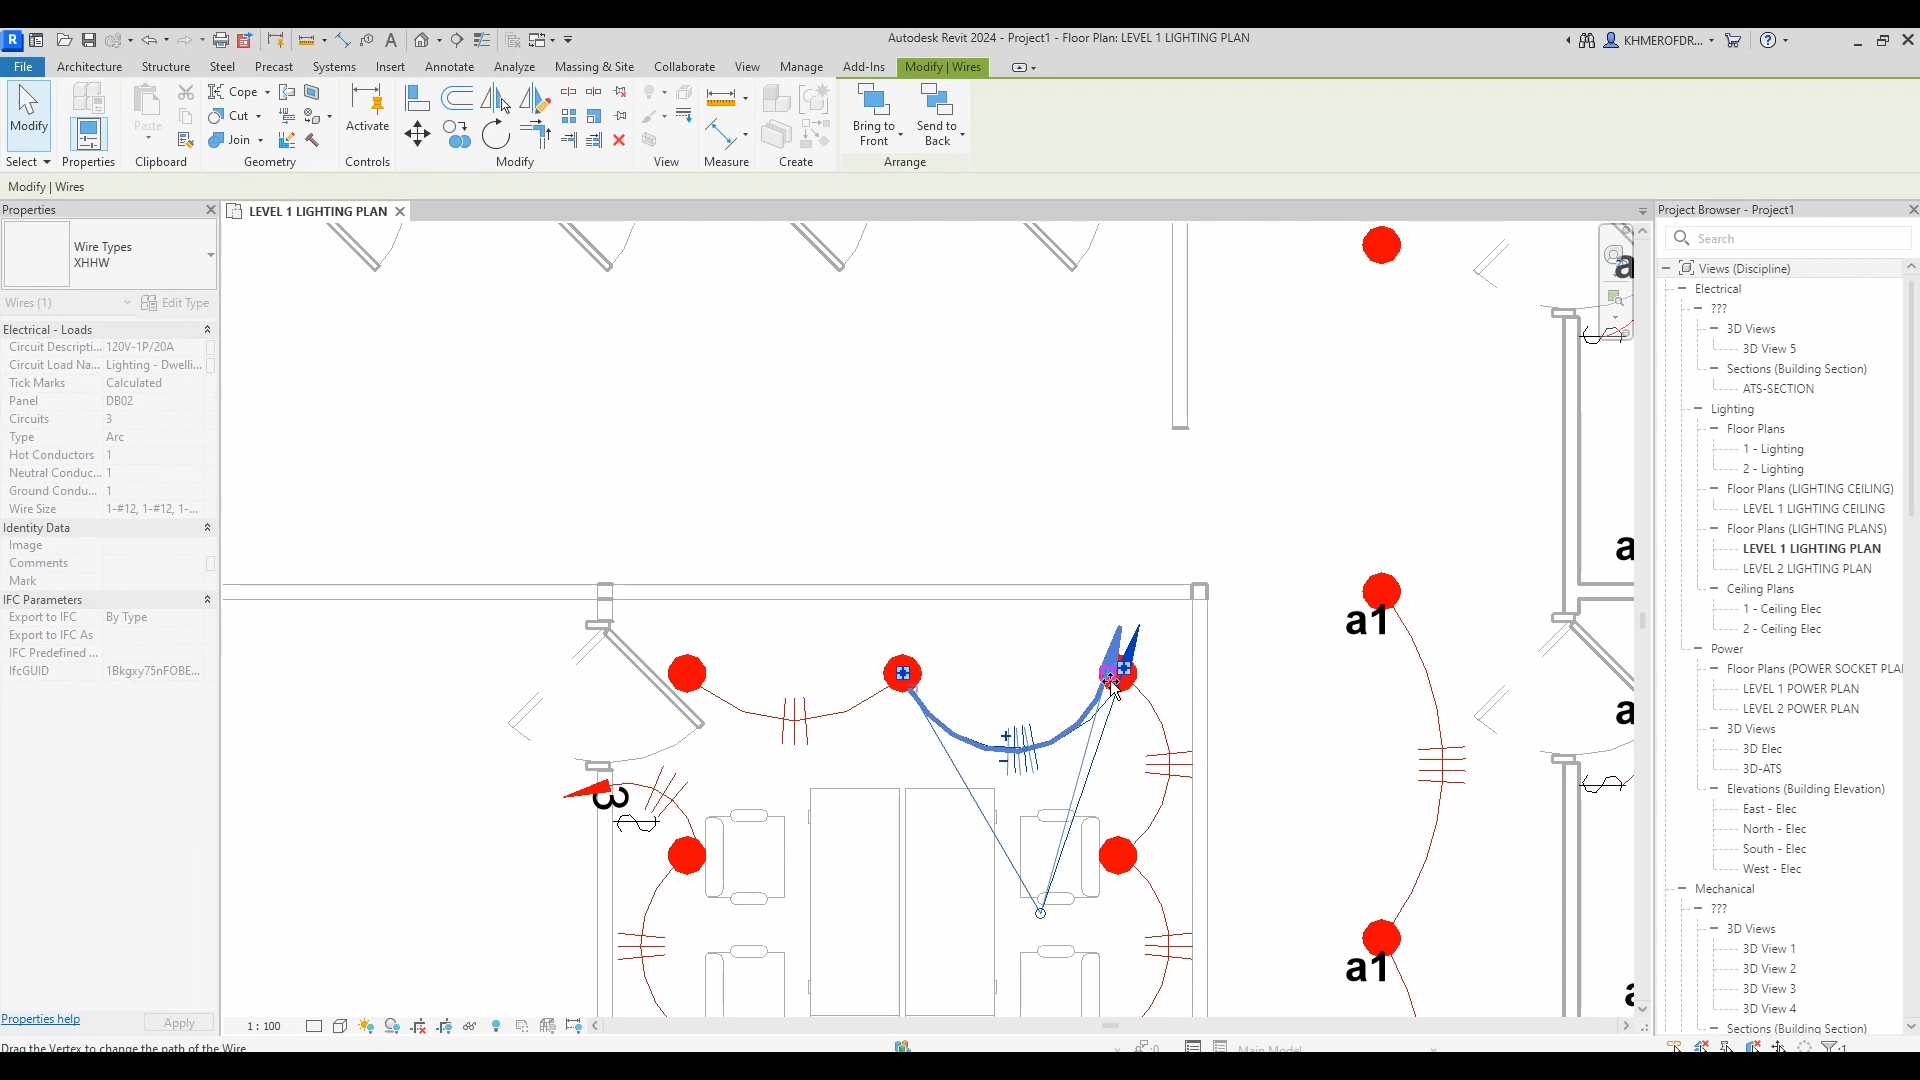 Autodesk Revit 2024 - Project1 - Floor Plan: LEVEL 1 LIGHTING PLAN
KHMEROFDR...
File Architecture Structure Steel Precast Systems Insert Annotate Analyze Massing & Site Collaborate View Manage Add-Ins Modify | Wires
Modify
Paste
Cope
Cut
Join
Activate
Bring to Front
Send to Back
Select Properties Clipboard Geometry Controls Modify View Measure Create Arrange
Modify | Wires
Properties
Wire Types
XHHW
Wires (1) Edit Type
Electrical - Loads
Circuit Descripti... 120V-1P/20A
Circuit Load Na... Lighting - Dwelli...
Tick Marks Calculated
Panel DB02
Circuits 3
Type Arc
Hot Conductors 1
Neutral Conduc... 1
Ground Condu... 1
Wire Size 1-#12, 1-#12, 1-...
Identity Data
Image
Comments
Mark
IFC Parameters
Export to IFC By Type
Export to IFC As
IFC Predefined ...
IfcGUID 1Bkgxy75nFOBE...
Properties help Apply
LEVEL 1 LIGHTING PLAN
a
a
a1
a
3
a1
a
1 : 100
Project Browser - Project1
Search
Views (Discipline)
Electrical
???
3D Views
3D View 5
Sections (Building Section)
ATS-SECTION
Lighting
Floor Plans
1 - Lighting
2 - Lighting
Floor Plans (LIGHTING CEILING)
LEVEL 1 LIGHTING CEILING
Floor Plans (LIGHTING PLANS)
LEVEL 1 LIGHTING PLAN
LEVEL 2 LIGHTING PLAN
Ceiling Plans
1 - Ceiling Elec
2 - Ceiling Elec
Power
Floor Plans (POWER SOCKET PLA
LEVEL 1 POWER PLAN
LEVEL 2 POWER PLAN
3D Views
3D Elec
3D-ATS
Elevations (Building Elevation)
East - Elec
North - Elec
South - Elec
West - Elec
Mechanical
???
3D Views
3D View 1
3D View 2
3D View 3
3D View 4
Sections (Building Section)
Drag the Vertex to change the path of the Wire
:0
Main Model
:1